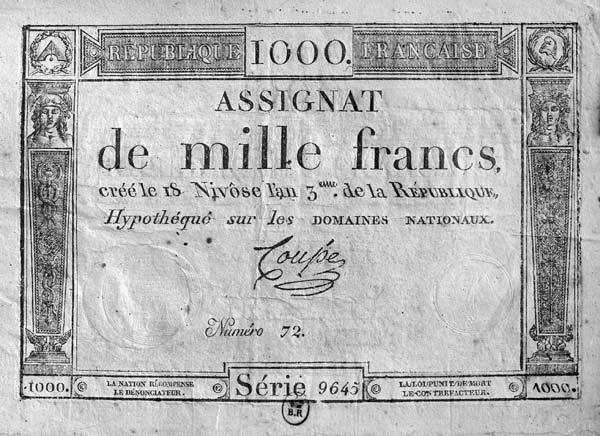 RÉPUBLIQUE 1000. FRANÇAISE
ASSIGNAT
de mille francs,
créé le 18 Nivôse l'an 3ème. de la RÉPUBLIQUE,
Hypothéqué sur les DOMAINES NATIONAUX.
Coupé
Numéro 72.
1000.
LA NATION RÉCOMPENSE
LE DÉNONCIATEUR.
Série 9645
LA LOI PUNIT DE MORT
LE CONTREFACTEUR.
1000.
B.R